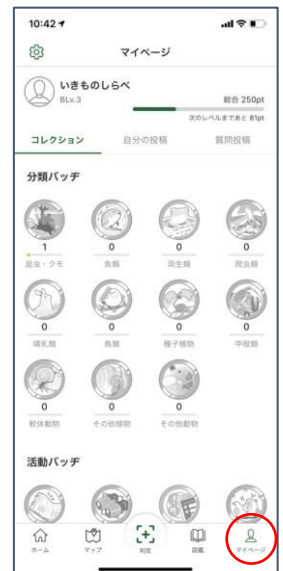 10:42
マイページ
いきものしらべ
BLv.3
総合 250pt
次のレベルまであと 81pt
コレクション 自分の投稿 質問投稿
分類バッヂ
1 0 0 0
昆虫・クモ 魚類 両生類 爬虫類
0 0 0 0
哺乳類 鳥類 種子植物 甲殻類
0 0 0
軟体動物 その他植物 その他動物
活動バッヂ
ホーム マップ 判定 図鑑 マイページ